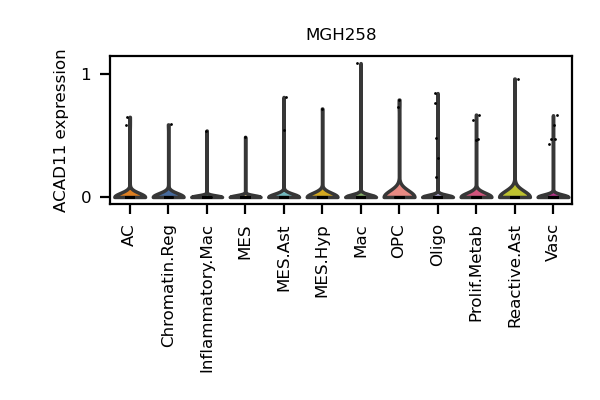 MGH258
ACAD11 expression
1
0
AC
Chromatin.Reg
Inflammatory.Mac
MES
MES.Ast
MES.Hyp
Mac
OPC
Oligo
Prolif.Metab
Reactive.Ast
Vasc